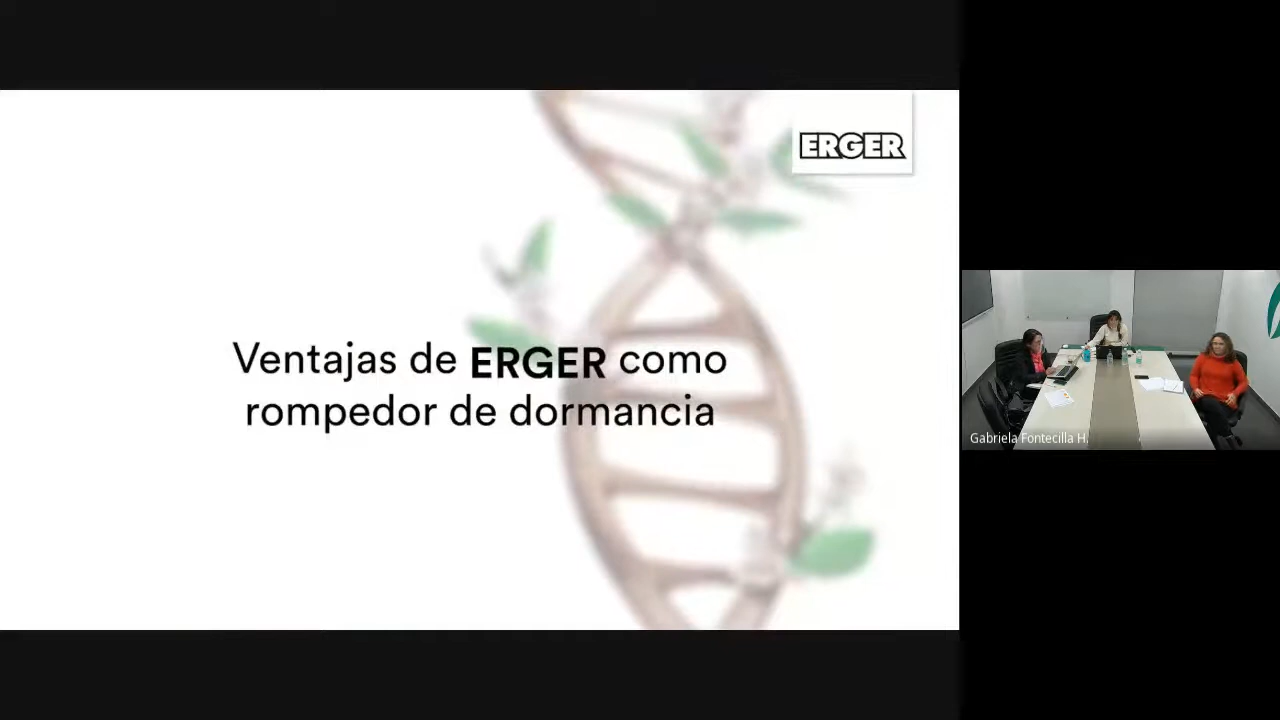 ERGER
Ventajas de ERGER como
rompedor de dormancia
Gabriela Fontecilla H.